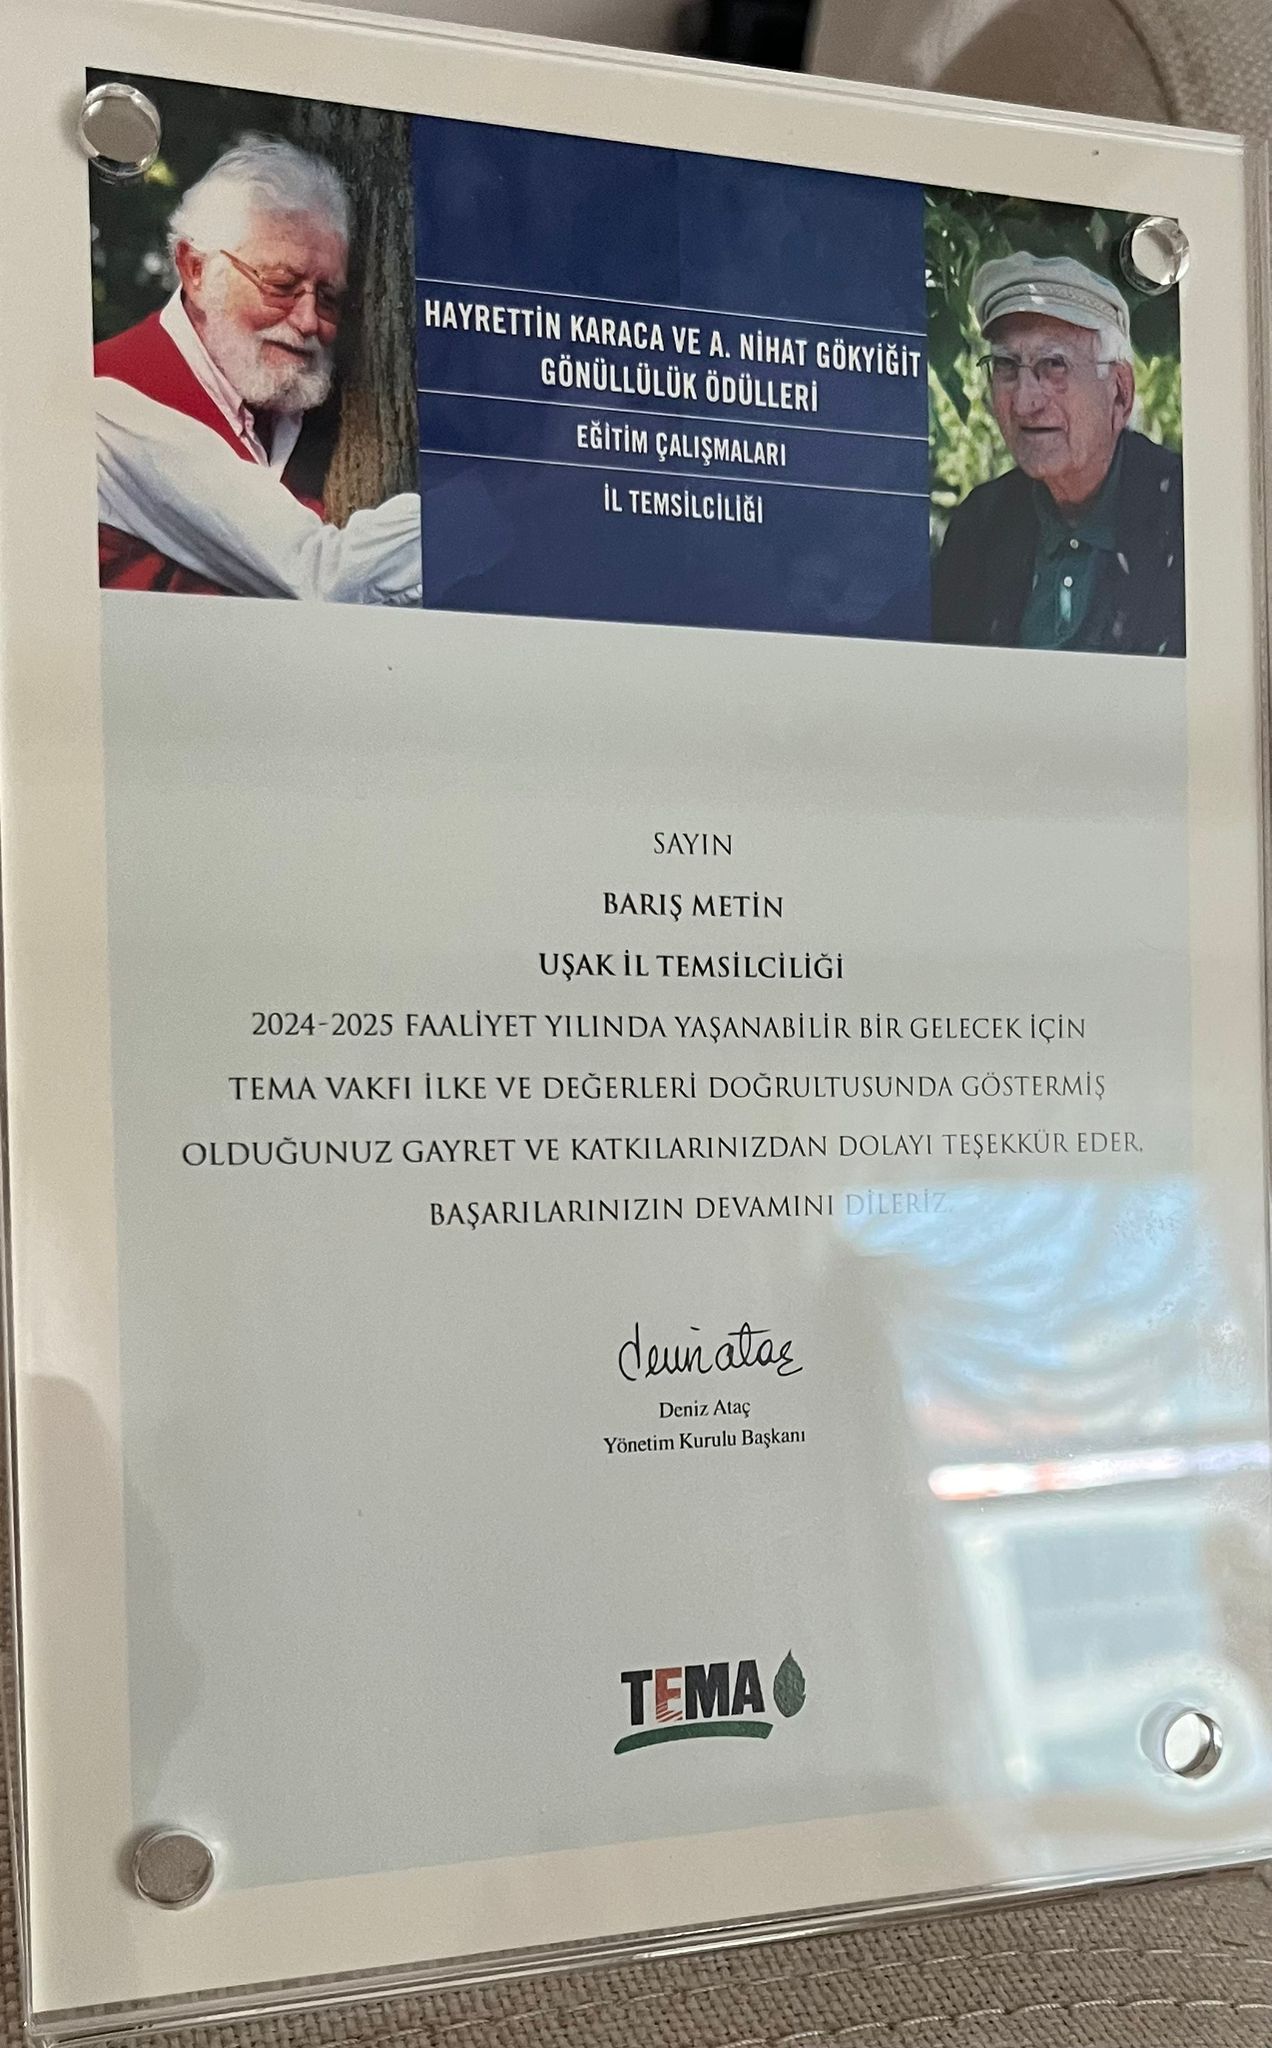 HAYRETTİN KARACA VE A. NİHAT GÖKYİĞİT
GÖNÜLLÜLÜK ÖDÜLLERİ
EĞİTİM ÇALIŞMALARI
İL TEMSİLCİLİĞİ
SAYIN
BARIŞ METİN
UŞAK İL TEMSİLCİLİĞİ
2024-2025 FAALİYET YILINDA YAŞANABİLİR BİR GELECEK İÇİN
TEMA VAKFI İLKE VE DEĞERLERİ DOĞRULTUSUNDA GÖSTERMİŞ
OLDUĞUNUZ GAYRET VE KATKILARINIZDAN DOLAYI TEŞEKKÜR EDER,
BAŞARILARINIZIN DEVAMINI DİLERİZ.
deniz ataç
Deniz Ataç
Yönetim Kurulu Başkanı
TEMA